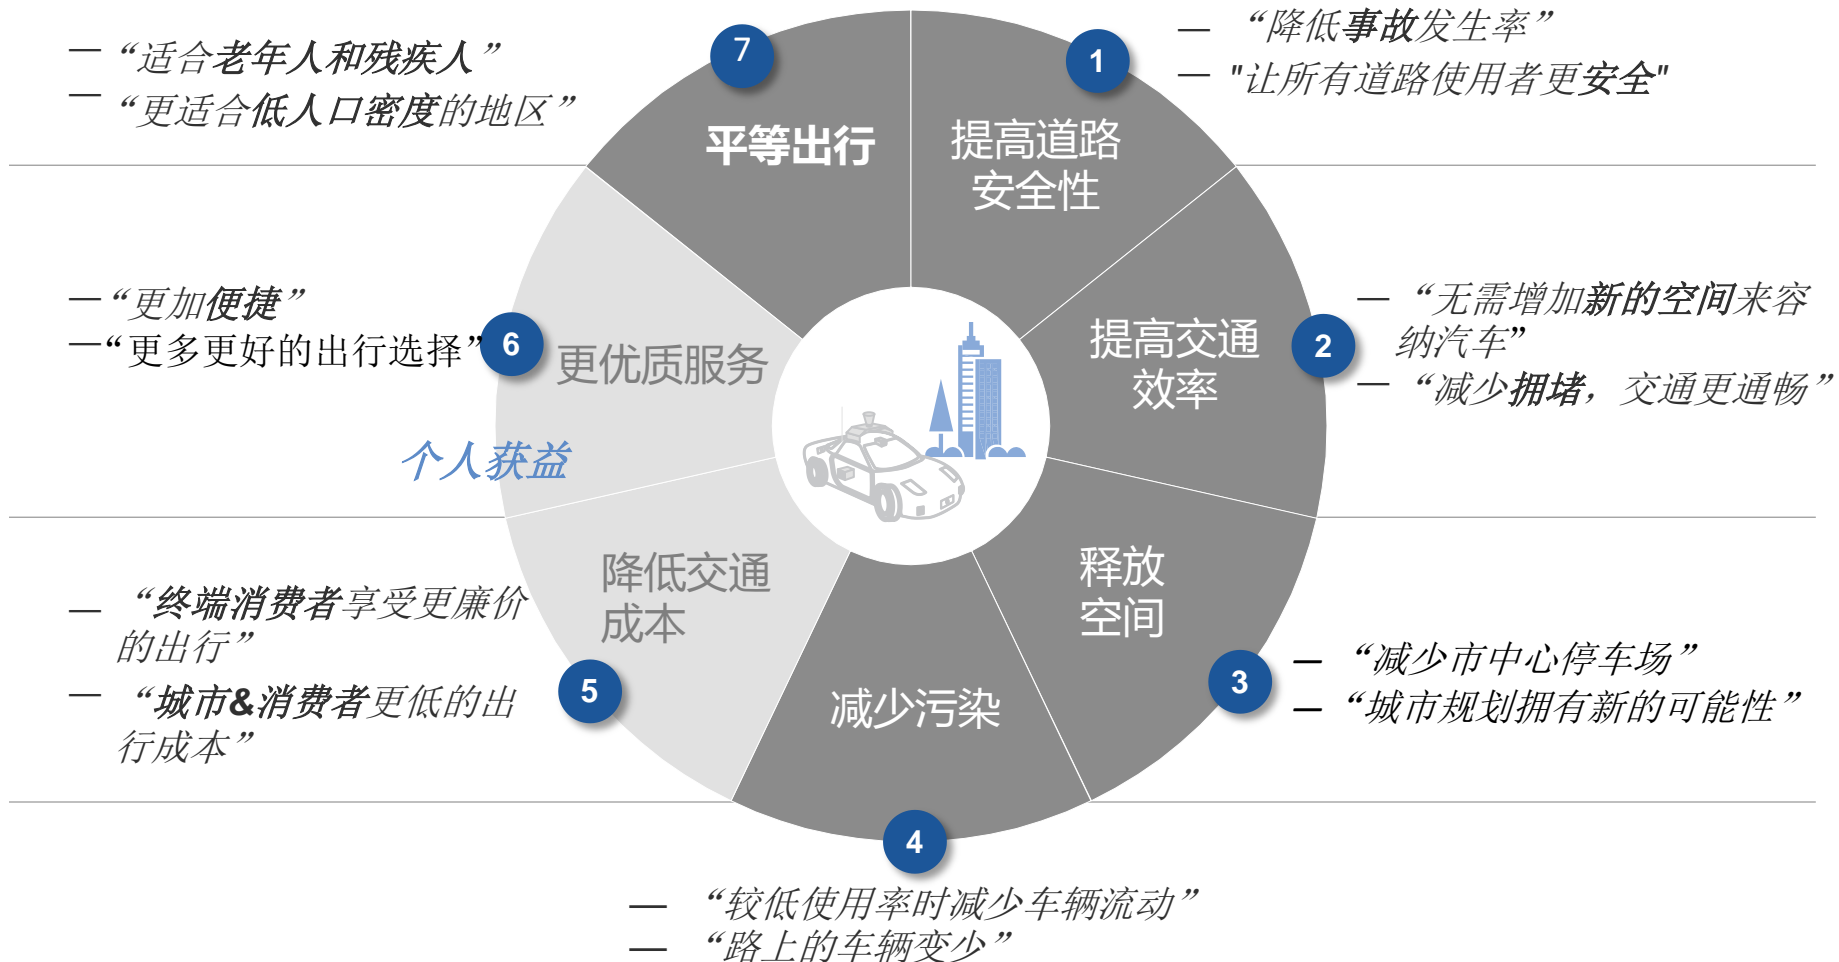 7
— “适合老年人和残疾人”
— “更适合低人口密度的地区”
平等出行
1
— “降低事故发生率”
— "让所有道路使用者更安全"
提高道路
安全性
— “更加便捷”
— “更多更好的出行选择”
6
更优质服务
个人获益
提高交通
效率
2
— “无需增加新的空间来容
纳汽车”
— “减少拥堵，交通更通畅”
降低交通
成本
5
— “终端消费者享受更廉价
的出行”
— “城市&消费者更低的出
行成本”
释放
空间
3
— “减少市中心停车场”
— “城市规划拥有新的可能性”
减少污染
4
— “较低使用率时减少车辆流动”
— “路上的车辆变少”